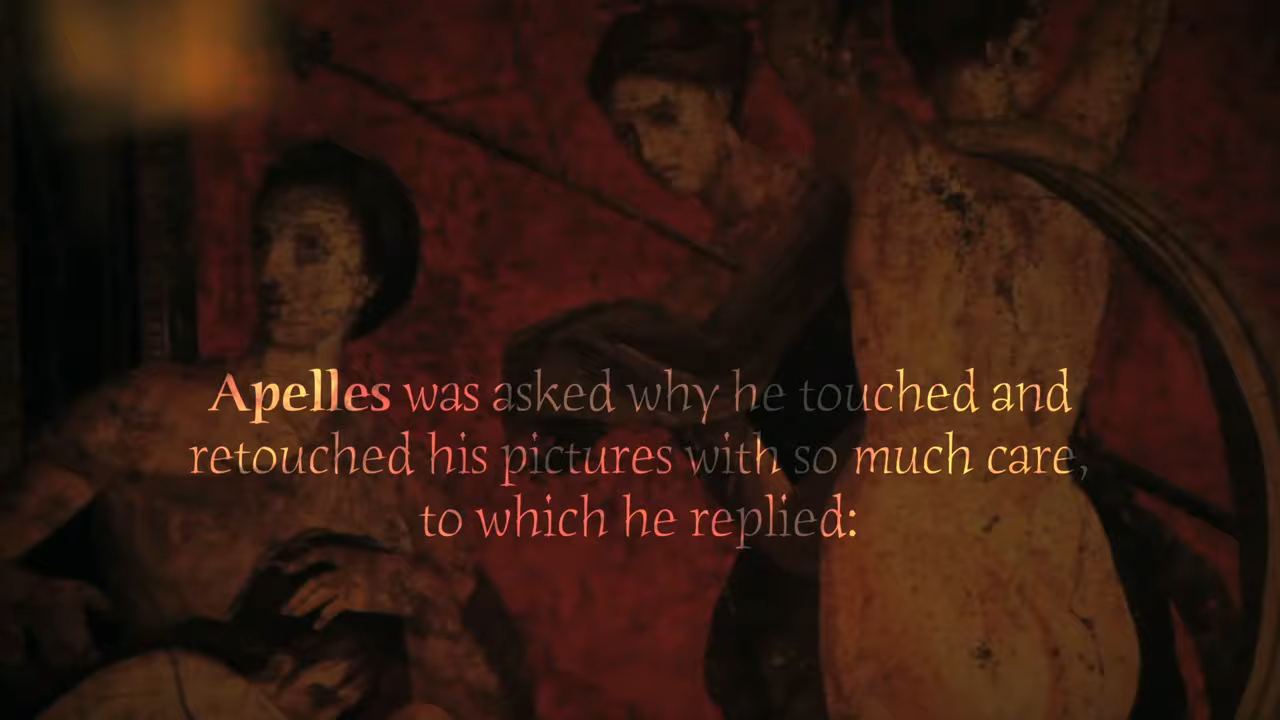 Apelles was asked why he touched and
retouched his pictures with so much care,
to which he replied: